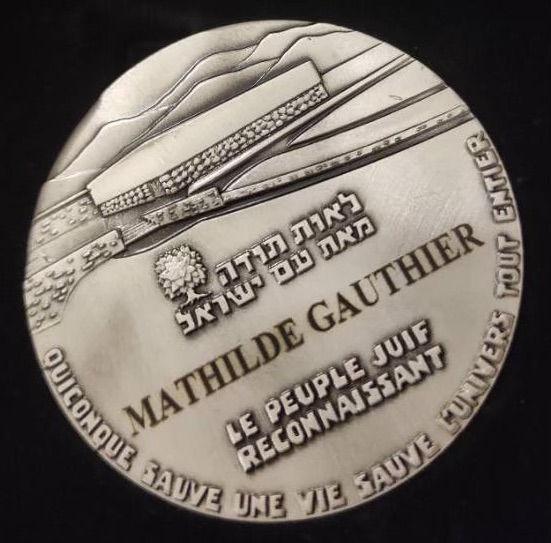 לאות תודה
מאת עם ישראל
MATHILDE GAUTHIER
LE PEUPLE JUIF
RECONNAISSANT
QUICONQUE SAUVE UNE VIE SAUVE L'UNIVERS TOUT ENTIER